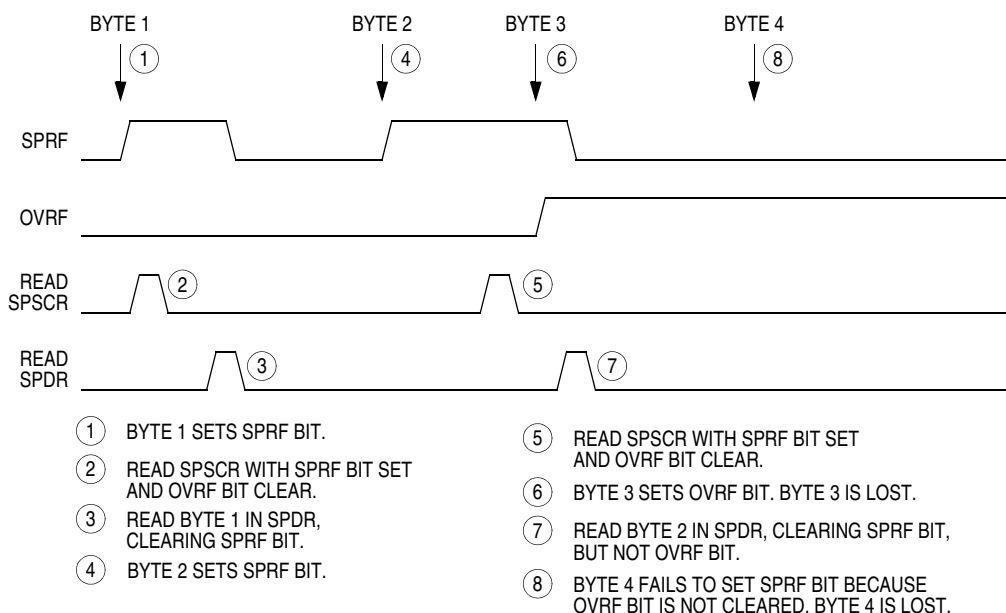 BYTE 1 BYTE 2 BYTE 3 BYTE 4
1 4 6 8
SPRF
OVRF
READ
SPSCR
2 5
READ
SPDR
3 7
1 BYTE 1 SETS SPRF BIT.
2 READ SPSCR WITH SPRF BIT SET
AND OVRF BIT CLEAR.
3 READ BYTE 1 IN SPDR,
CLEARING SPRF BIT.
4 BYTE 2 SETS SPRF BIT.
5 READ SPSCR WITH SPRF BIT SET
AND OVRF BIT CLEAR.
6 BYTE 3 SETS OVRF BIT. BYTE 3 IS LOST.
7 READ BYTE 2 IN SPDR, CLEARING SPRF BIT,
BUT NOT OVRF BIT.
8 BYTE 4 FAILS TO SET SPRF BIT BECAUSE
OVRF BIT IS NOT CLEARED. BYTE 4 IS LOST.